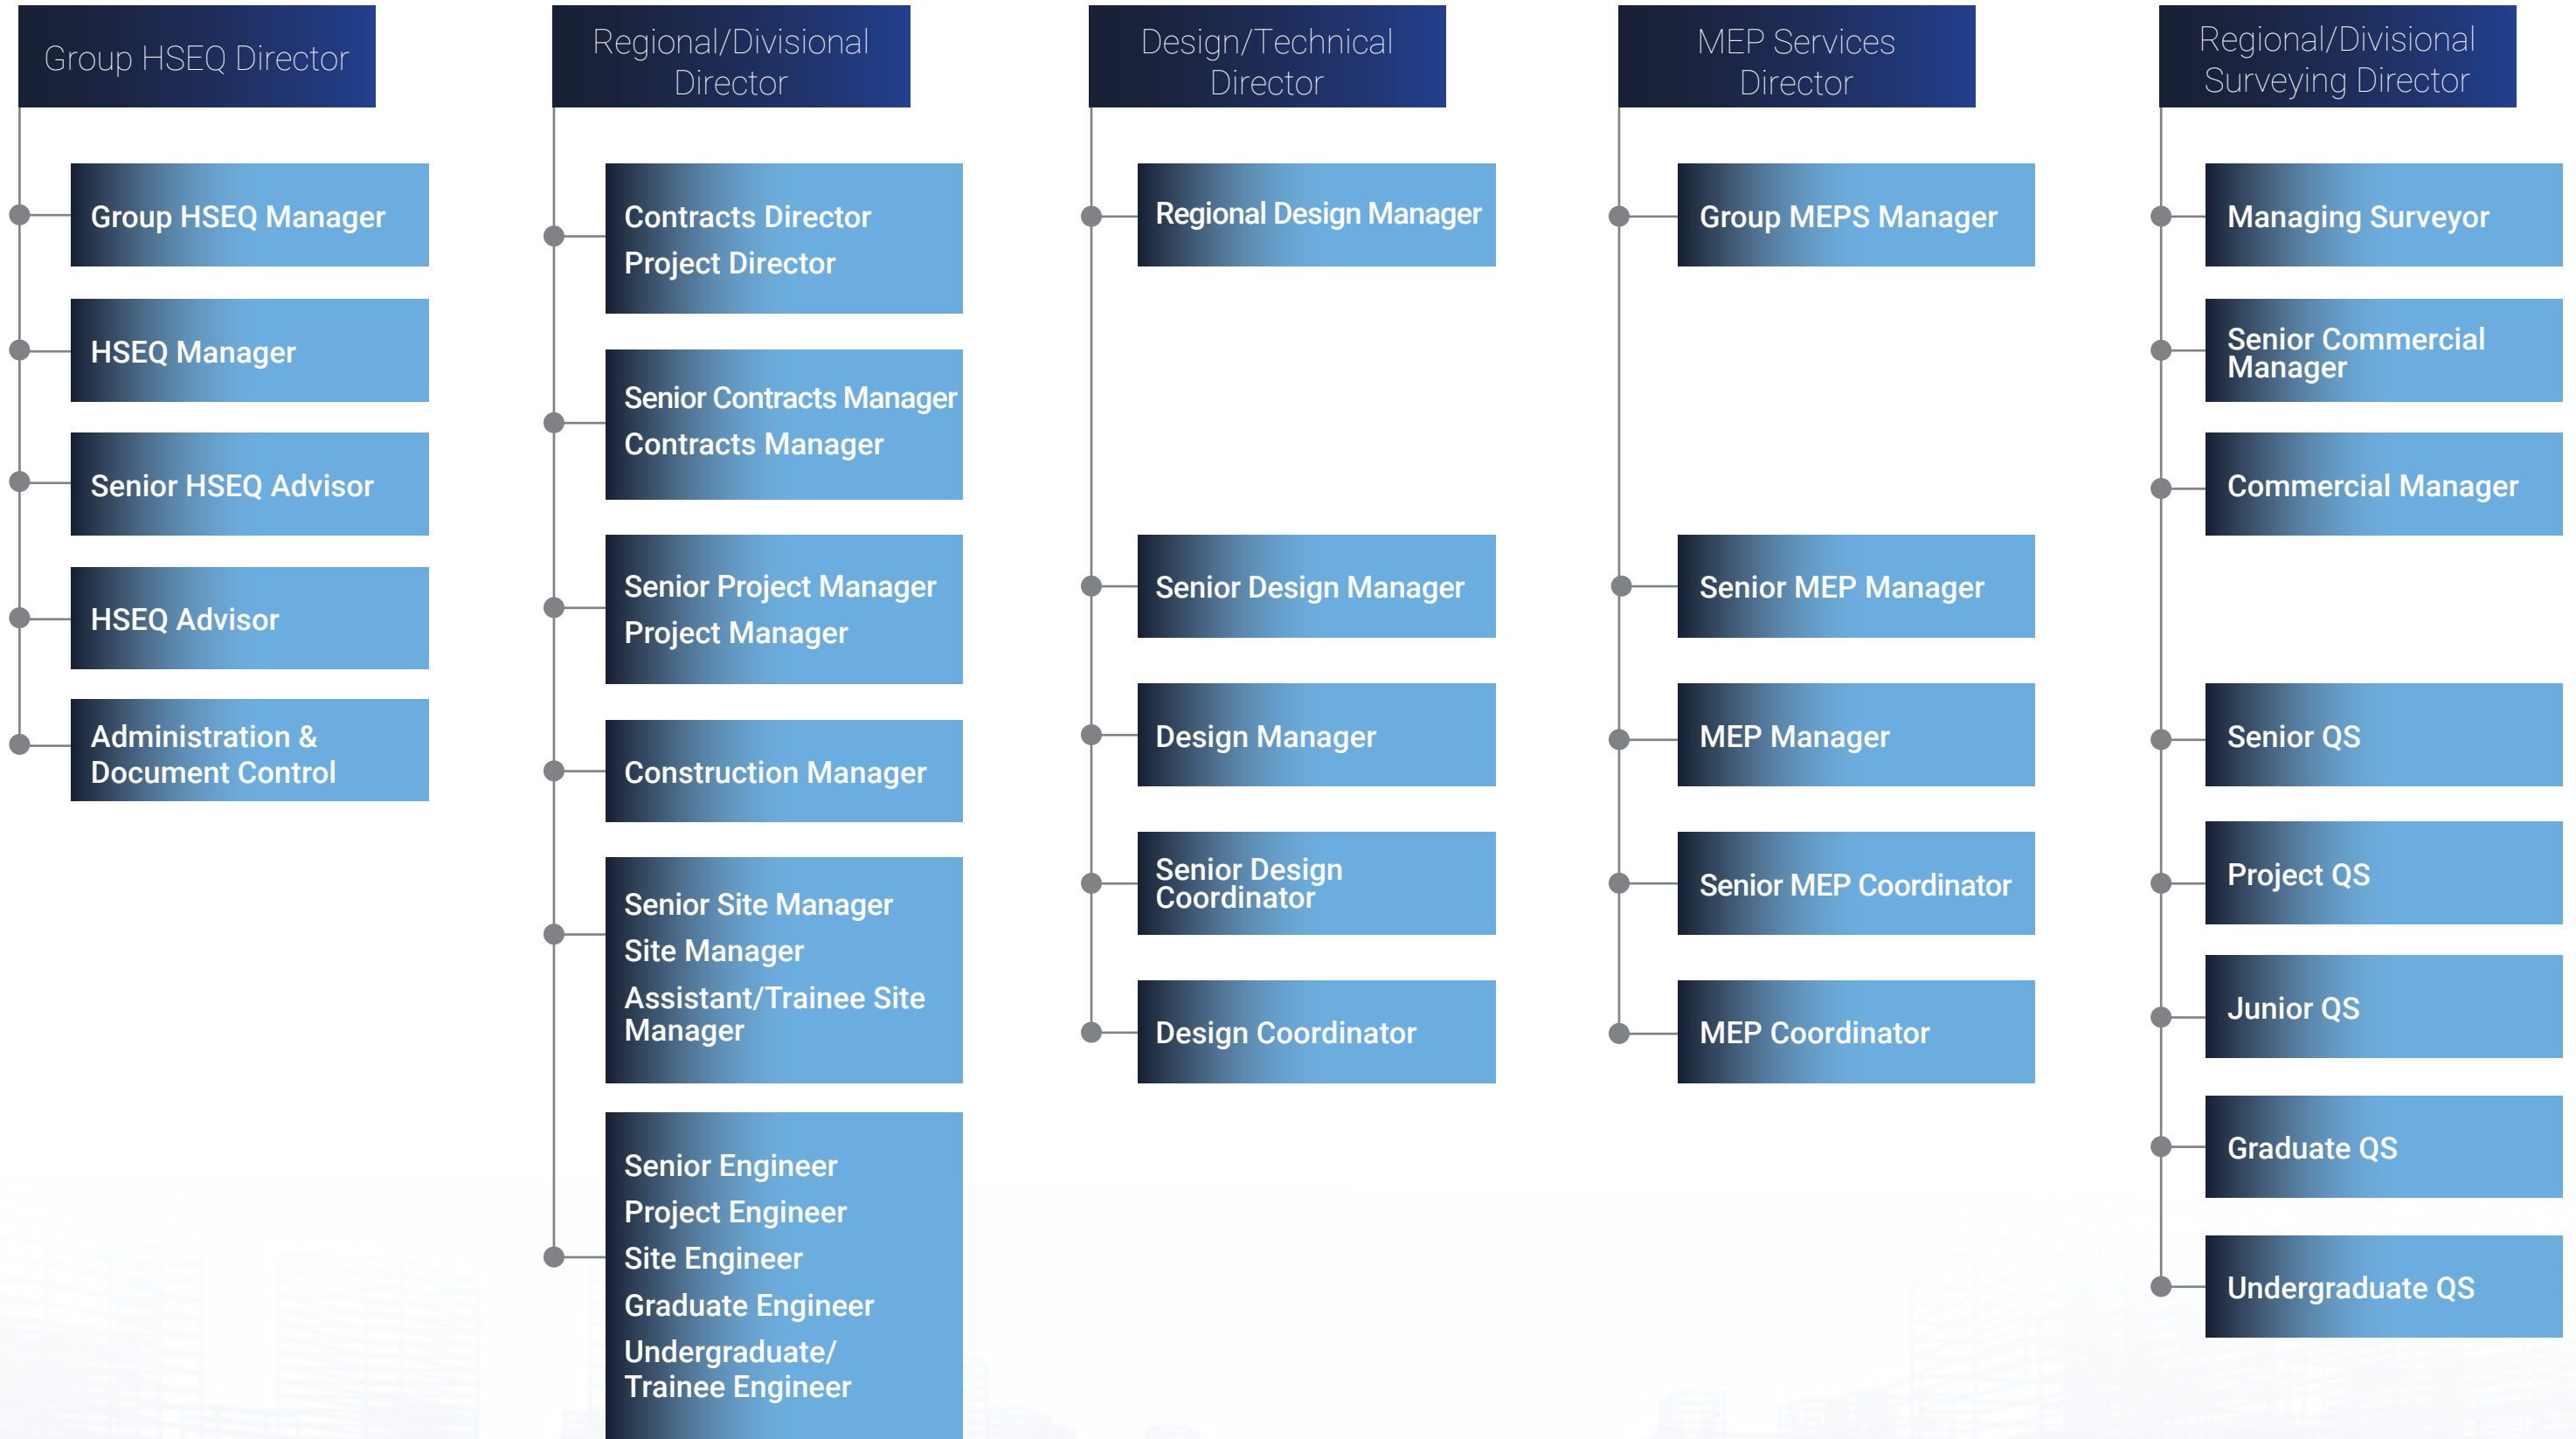 Group HSEQ Director
Group HSEQ Manager
HSEQ Manager
Senior HSEQ Advisor
HSEQ Advisor
Administration &
Document Control
Regional/Divisional
Director
Contracts Director
Project Director
Senior Contracts Manager
Contracts Manager
Senior Project Manager
Project Manager
Construction Manager
Senior Site Manager
Site Manager
Assistant/Trainee Site
Manager
Senior Engineer
Project Engineer
Site Engineer
Graduate Engineer
Undergraduate/
Trainee Engineer
Design/Technical
Director
Regional Design Manager
Senior Design Manager
Design Manager
Senior Design
Coordinator
Design Coordinator
MEP Services
Director
Group MEPS Manager
Senior MEP Manager
MEP Manager
Senior MEP Coordinator
MEP Coordinator
Regional/Divisional
Surveying Director
Managing Surveyor
Senior Commercial
Manager
Commercial Manager
Senior QS
Project QS
Junior QS
Graduate QS
Undergraduate QS